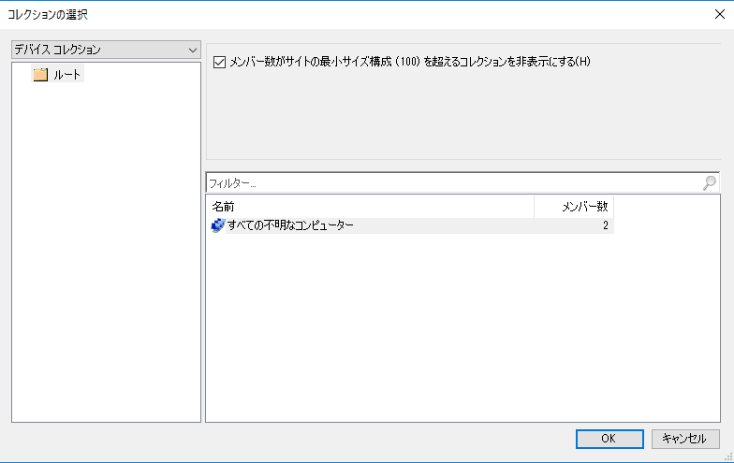 コレクションの選択
デバイス コレクション
ルート
メンバー数がサイトの最小サイズ構成 (100) を超えるコレクションを非表示にする(H)
フィルター...
名前 メンバー数
すべての不明なコンピューター 2
OK キャンセル